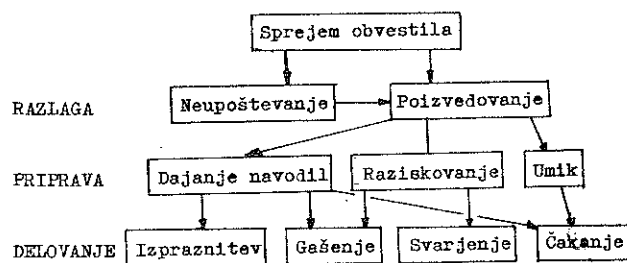 Sprejem obvestila
RAZLAGA Neupoštevanje Poizvedovanje
PRIPRAVA Dajanje navodil Raziskovanje Umik
DELOVANJE Izpraznitev Gašenje Svarjenje Čakanje